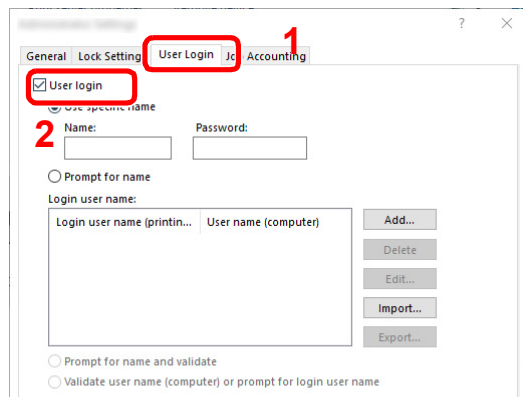 ? ×
1
General Lock Setting User Login Jo Accounting
User login
Use specific name
2
Name: Password:
Prompt for name
Login user name:
Login user name (printin... User name (computer)
Add...
Delete
Edit...
Import...
Export...
Prompt for name and validate
Validate user name (computer) or prompt for login user name